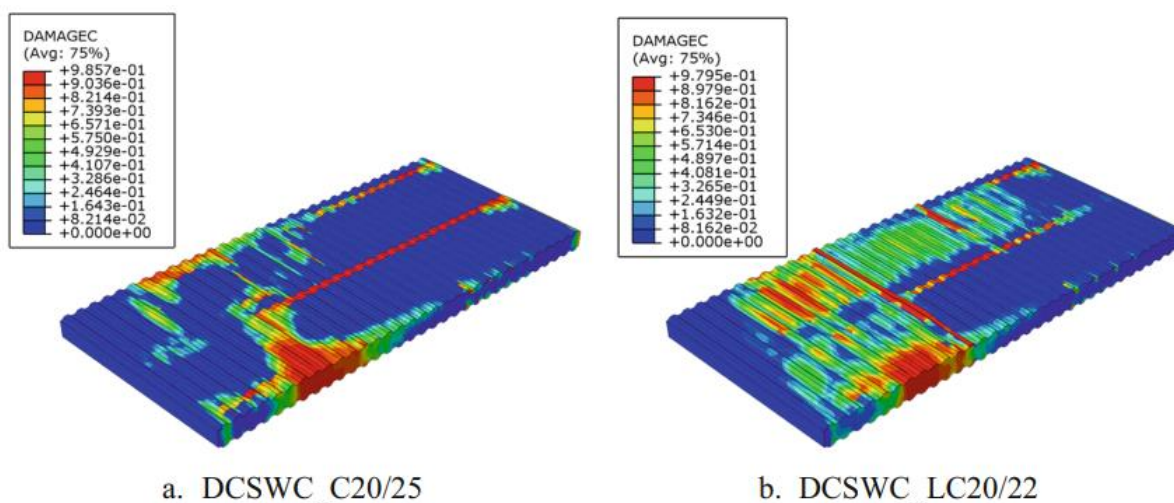 DAMAGEC
(Avg: 75%)
+9.857e-01
+9.036e-01
+8.214e-01
+7.393e-01
+6.571e-01
+5.750e-01
+4.929e-01
+4.107e-01
+3.286e-01
+2.464e-01
+1.643e-01
+8.214e-02
+0.000e+00
DAMAGEC
(Avg: 75%)
+9.795e-01
+8.979e-01
+8.162e-01
+7.346e-01
+6.530e-01
+5.714e-01
+4.897e-01
+4.081e-01
+3.265e-01
+2.449e-01
+1.632e-01
+8.162e-02
+0.000e+00
a. DCSWC_C20/25
b. DCSWC_LC20/22